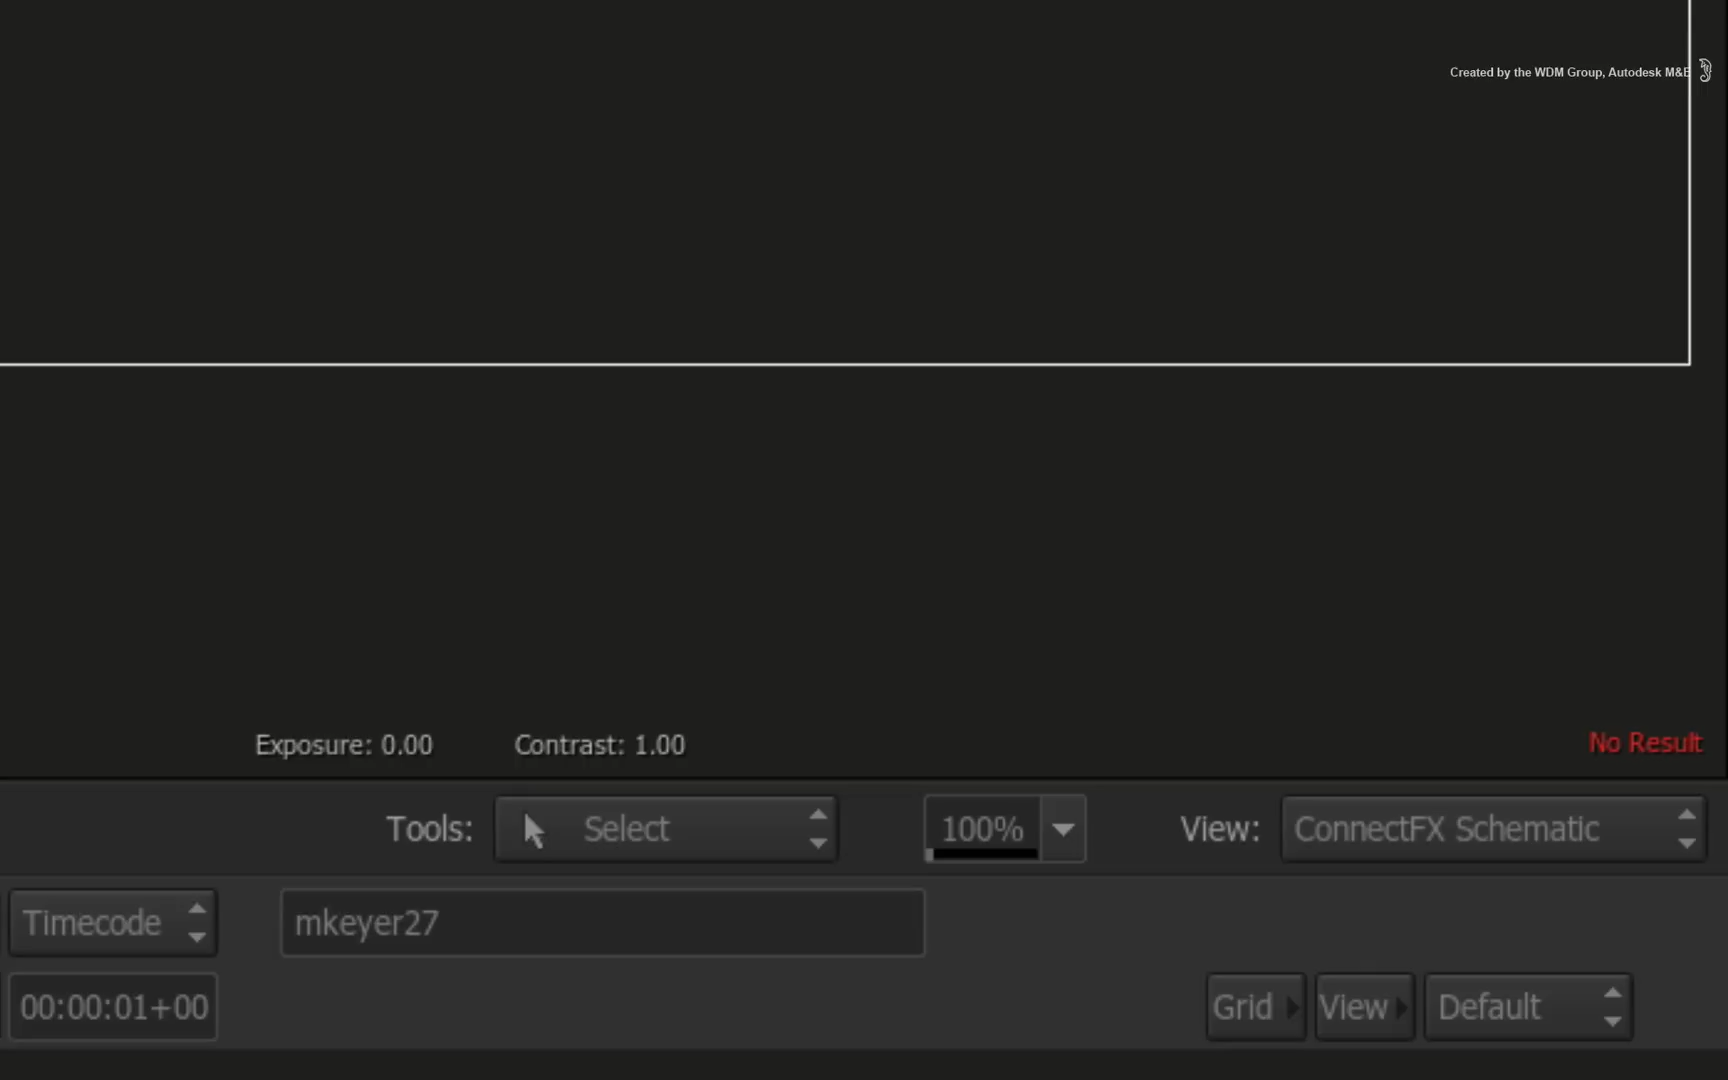 Created by the WDM Group, Autodesk M&E
Exposure: 0.00 Contrast: 1.00 No Result
Tools: Select 100% View: ConnectFX Schematic
Timecode mkeyer27
00:00:01+00 Grid View Default